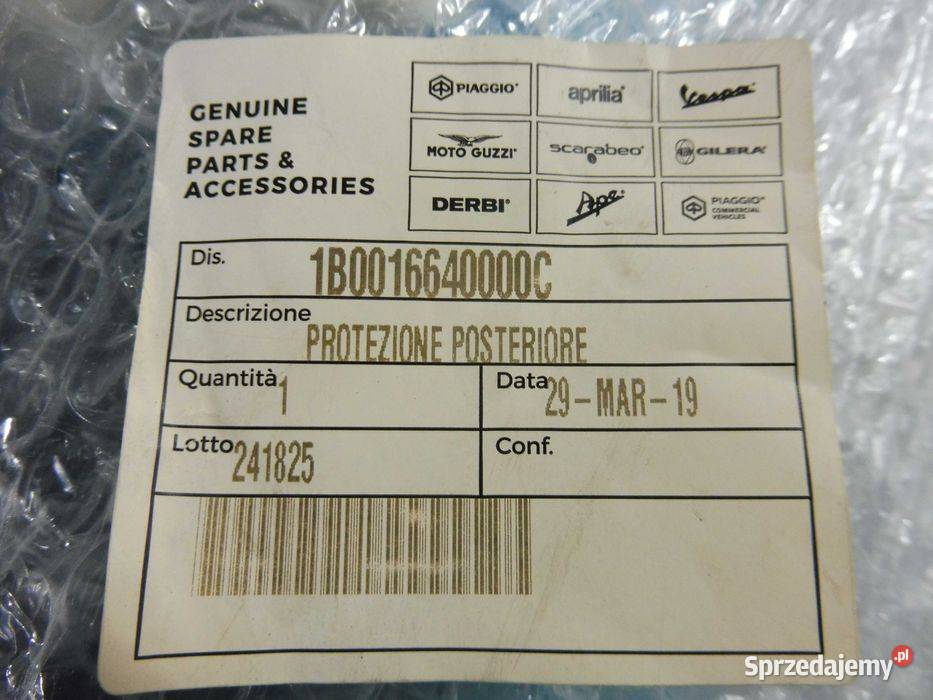 GENUINE
SPARE
PARTS &
ACCESSORIES
PIAGGIO
aprilia
Vespa
MOTO GUZZI
scarabeo
GILERA
DERBI
Ape
PIAGGIO
COMMERCIAL
VEHICLES
Dis. 1B0016640000C
Descrizione
PROTEZIONE POSTERIORE
Quantità 1
Data 29-MAR-19
Lotto 241825
Conf.
Sprzedajemy.pl